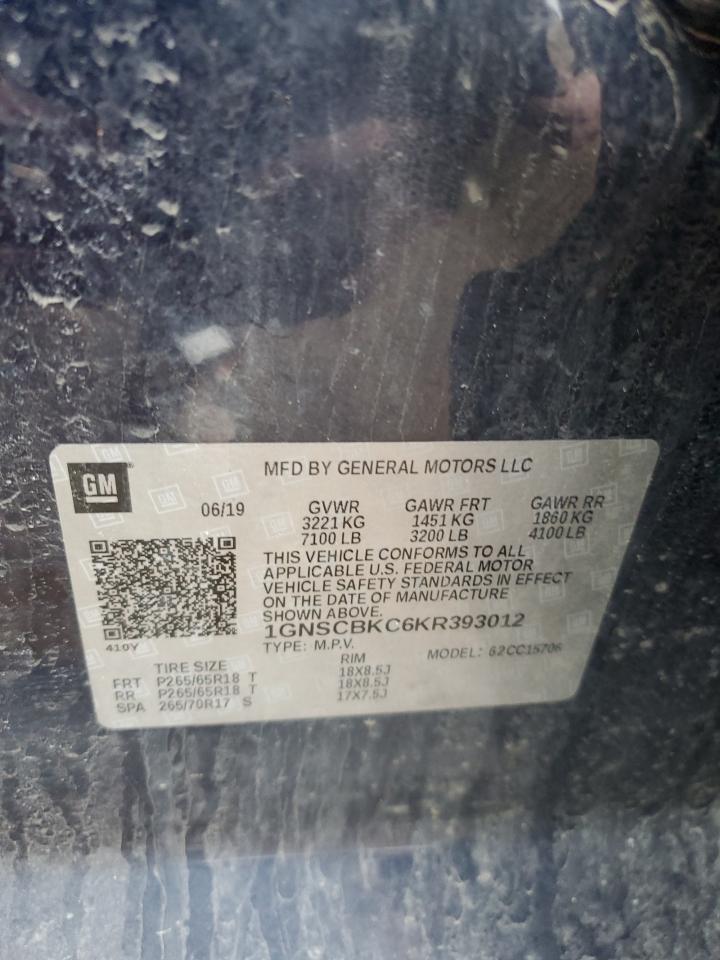 GM
MFD BY GENERAL MOTORS LLC
06/19 GVWR GAWR FRT GAWR RR
3221 KG 1451 KG 1860 KG
7100 LB 3200 LB 4100 LB
THIS VEHICLE CONFORMS TO ALL
APPLICABLE U.S. FEDERAL MOTOR
VEHICLE SAFETY STANDARDS IN EFFECT
ON THE DATE OF MANUFACTURE
SHOWN ABOVE.
1GNSCBKC6KR393012
410Y
TYPE: M.P.V. MODEL: 62CC15706
TIRE SIZE RIM
FRT P265/65R18 T 18X8.5J
RR P265/65R18 T 18X8.5J
SPA 265/70R17 S 17X7.5J